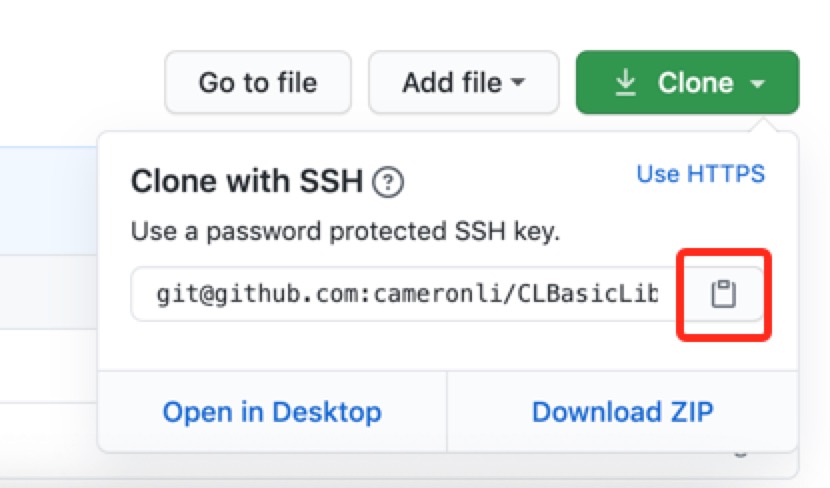 Go to file Add file Clone
Clone with SSH ?
Use HTTPS
Use a password protected SSH key.
git@github.com:cameronli/CLBasicLib
Open in Desktop Download ZIP